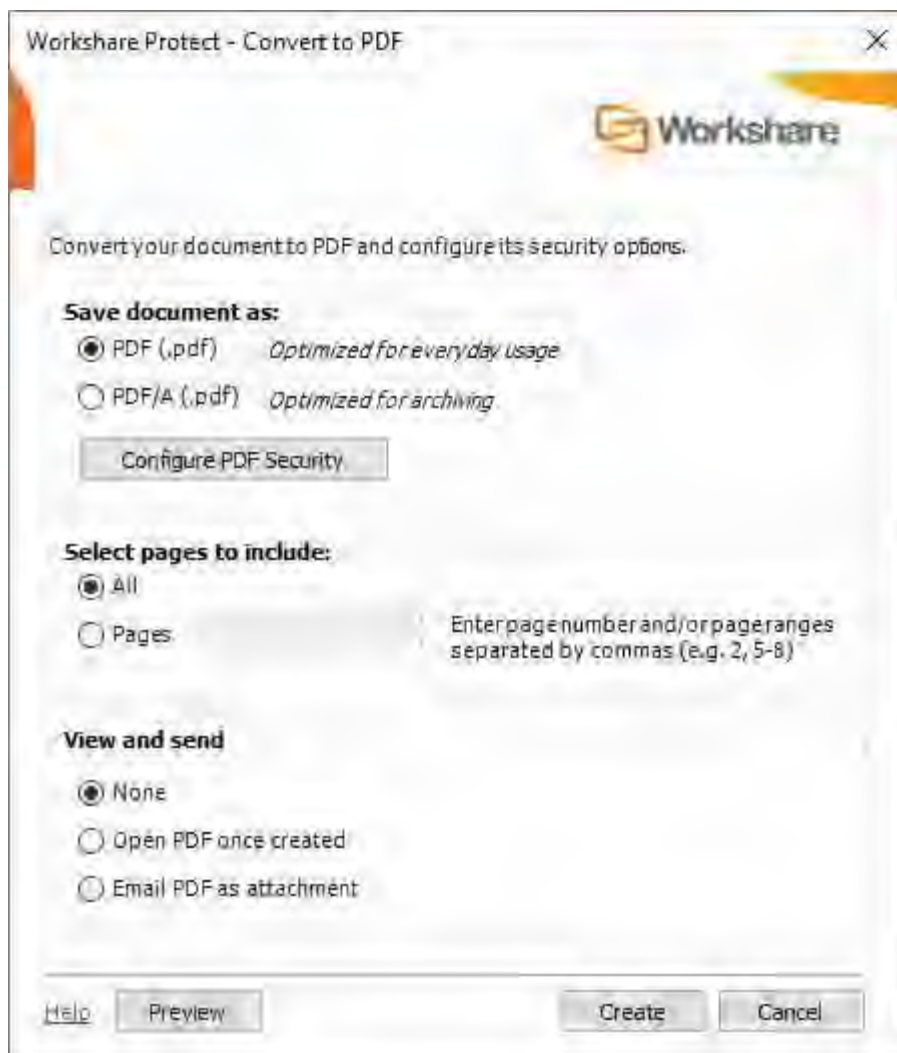 Workshare Protect - Convert to PDF
Workshare
Convert your document to PDF and configure its security options.
Save document as:
PDF (.pdf) Optimized for everyday usage
PDF/A (.pdf) Optimized for archiving
Configure PDF Security
Select pages to include:
All
Pages
Enter page number and/or page ranges
separated by commas (e.g. 2, 5-8)
View and send
None
Open PDF once created
Email PDF as attachment
Help Preview Create Cancel